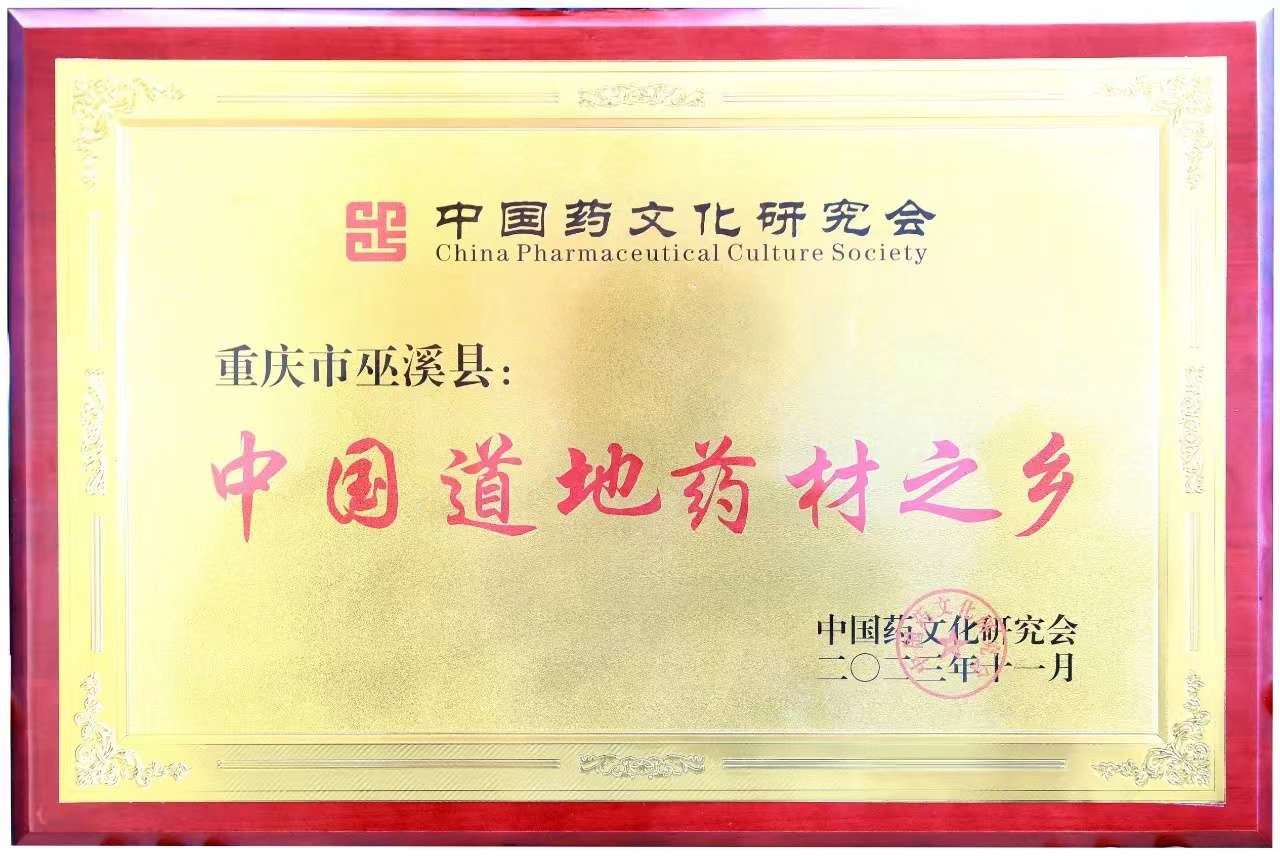 中国药文化研究会
China Pharmaceutical Culture Society
重庆市巫溪县：
中国道地药材之乡
中国药文化研究会
二〇二三年十一月